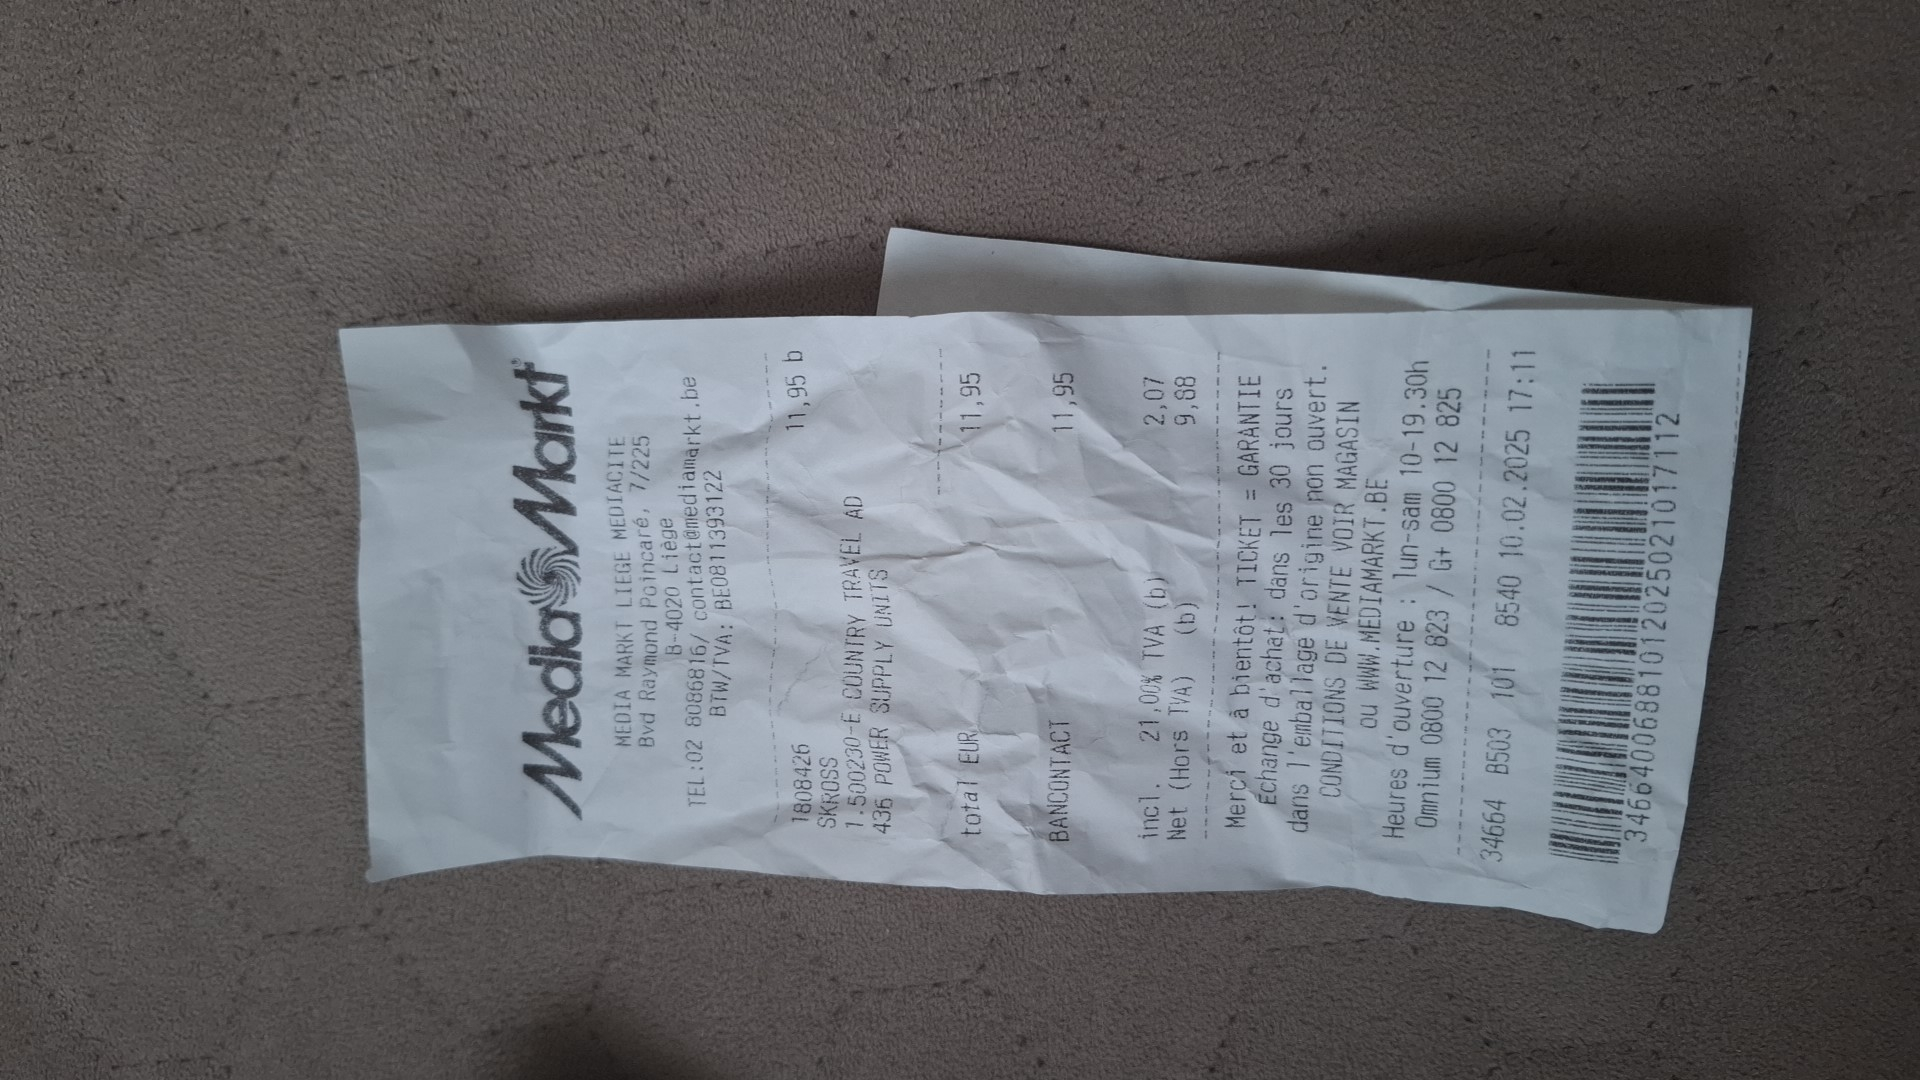 MediaMarkt
MEDIA MARKT LIEGE MEDIACITE
Bvd Raymond Poincaré, 7/225
B-4020 Liège
TEL:02 8086816/ contact@mediamarkt.be
BTW/TVA: BE0811393122
1808426 11,95 b
SKROSS
1.500230-E COUNTRY TRAVEL AD
436 POWER SUPPLY UNITS
total EUR 11,95
BANCONTACT 11,95
incl. 21.00% TVA (b) 2,07
Net (Hors TVA) (b) 9,88
Merci et à bientôt! TICKET = GARANTIE
Echange d'achat: dans les 30 jours
dans l'emballage d'origine non ouvert.
CONDITIONS DE VENTE VOIR MAGASIN
ou WWW.MEDIAMARKT.BE
Heures d'ouverture : lun-sam 10-19.30h
Omnium 0800 12 823 / G+ 0800 12 825
34664 B503 101 8540 10.02.2025 17:11
3466400688101202502101​7112